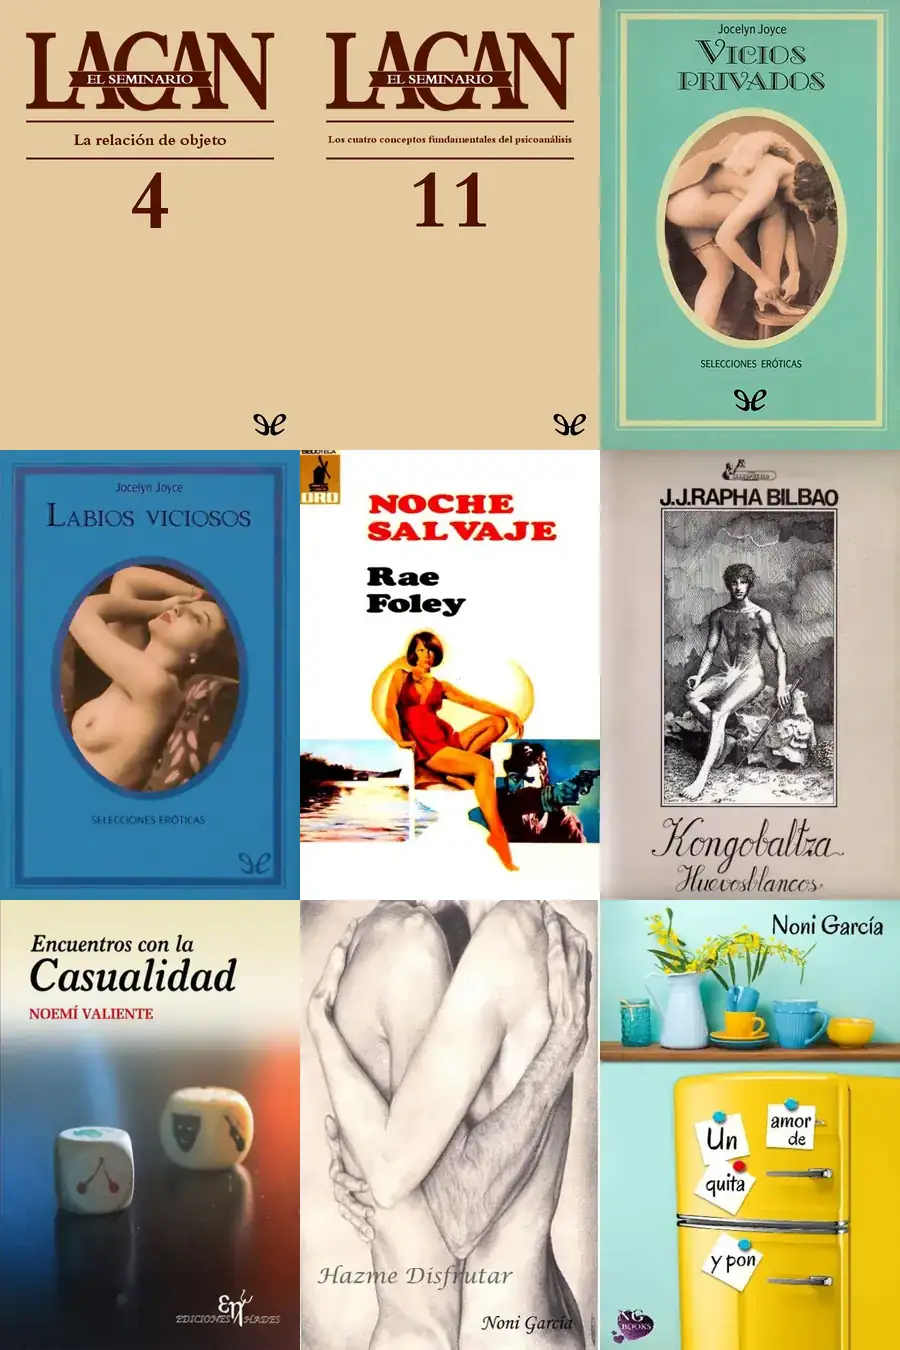 LACAN
EL SEMINARIO
La relación de objeto
4
LACAN
EL SEMINARIO
Los cuatro conceptos fundamentales del psicoanálisis
11
Jocelyn Joyce
VICIOS
PRIVADOS
SELECCIONES ERÓTICAS
Jocelyn Joyce
LABIOS VICIOSOS
SELECCIONES ERÓTICAS
BIBLIOTECA
ORO
NOCHE
SALVAJE
Rae
Foley
J.J.RAPHA BILBAO
Kongobaltza
Huevosblancos
Encuentros con la
Casualidad
NOEMÍ VALIENTE
EDICIONES HADES
Hazme Disfrutar
Noni García
Noni García
Un
amor
de
quita
y pon
NG
BOOKS